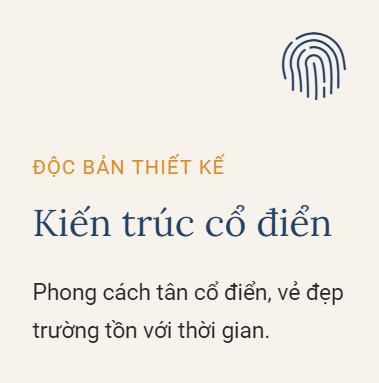 ĐỘC BẢN THIẾT KẾ
Kiến trúc cổ điển
Phong cách tân cổ điển, vẻ đẹp
trường tồn với thời gian.